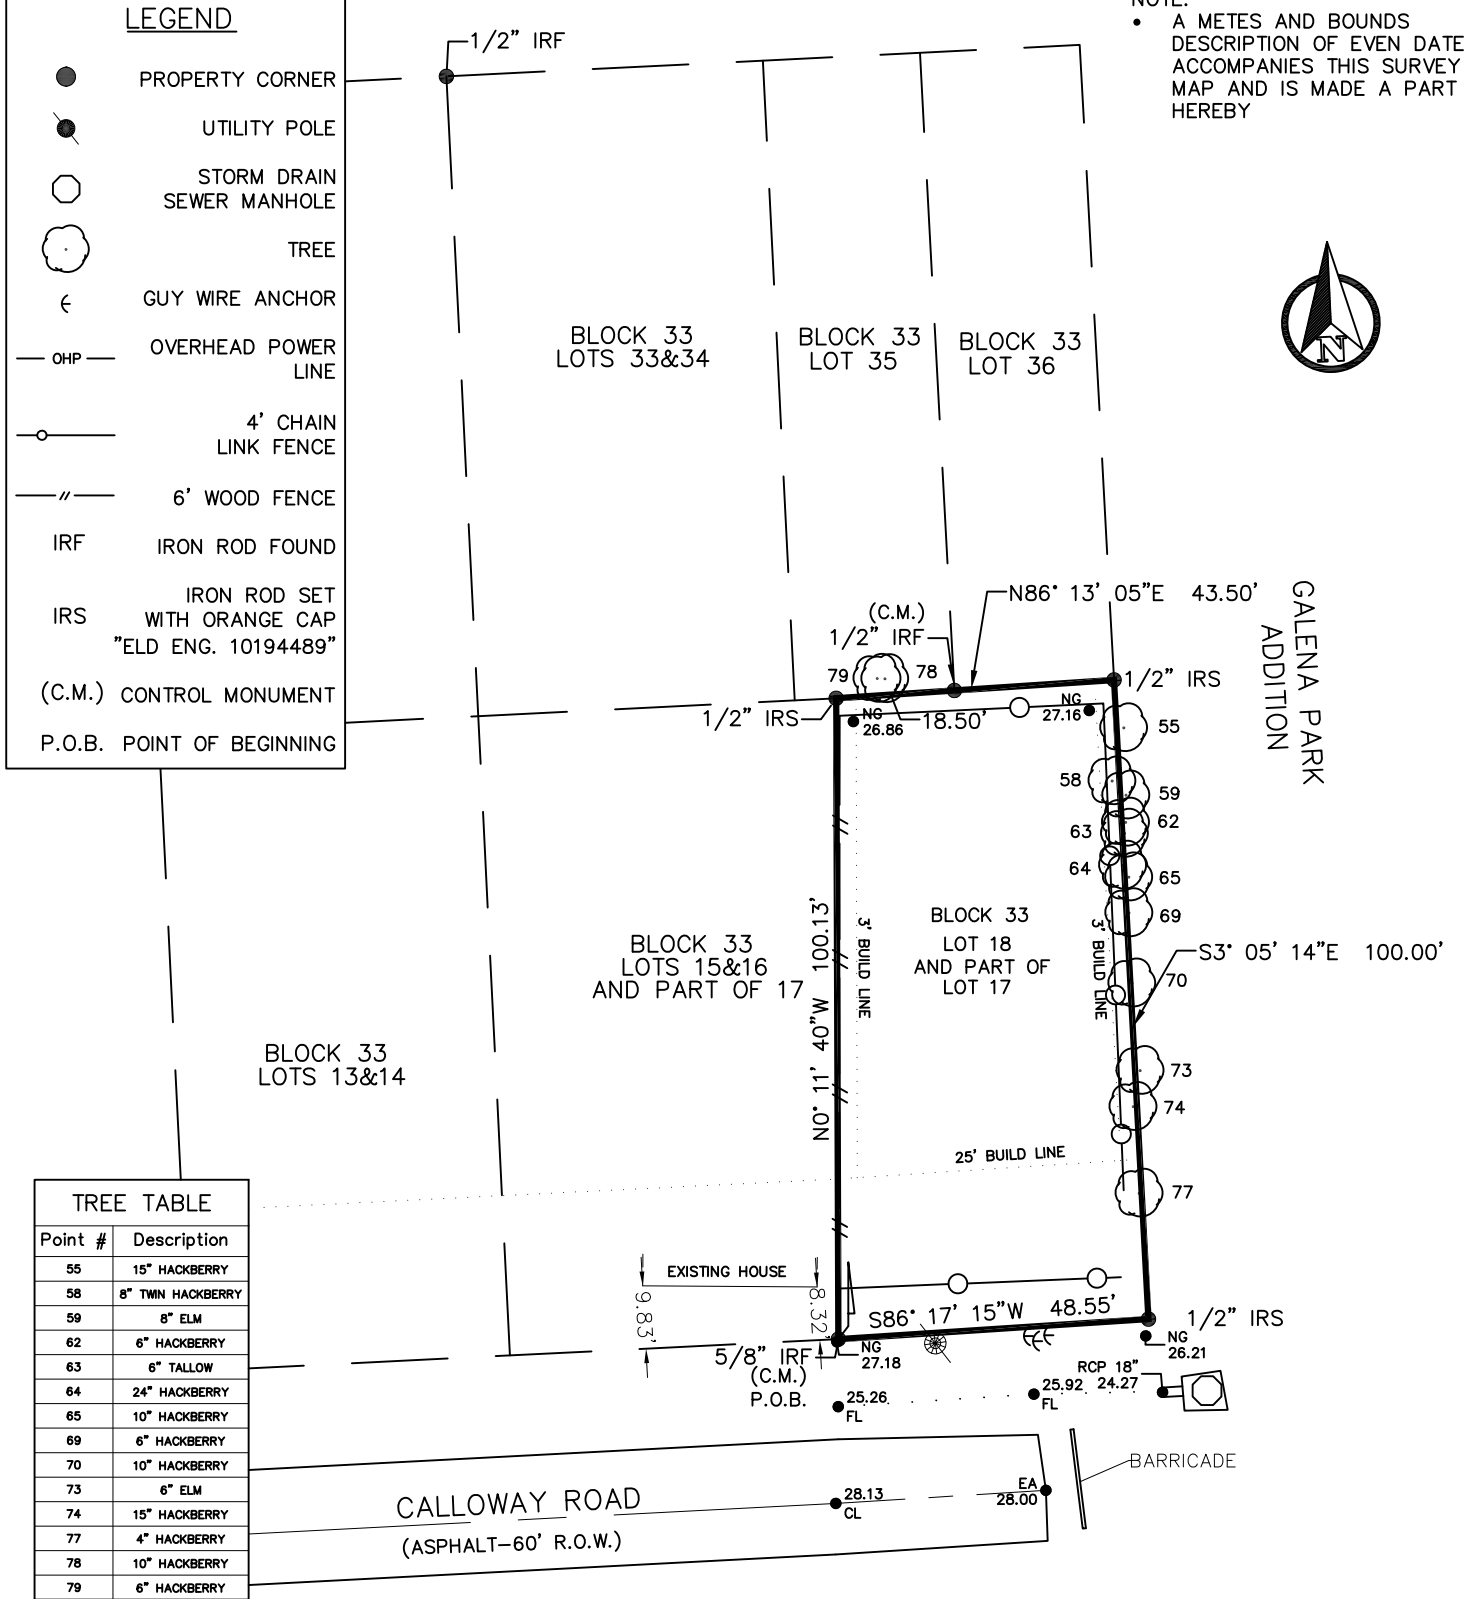 LEGEND
PROPERTY CORNER
UTILITY POLE
STORM DRAIN
SEWER MANHOLE
TREE
GUY WIRE ANCHOR
OHP
OVERHEAD POWER
LINE
4' CHAIN
LINK FENCE
6' WOOD FENCE
IRF IRON ROD FOUND
IRON ROD SET
IRS WITH ORANGE CAP
"ELD ENG. 10194489"
(C.M.) CONTROL MONUMENT
P.O.B. POINT OF BEGINNING
NOTE:
• A METES AND BOUNDS
DESCRIPTION OF EVEN DATE
ACCOMPANIES THIS SURVEY
MAP AND IS MADE A PART
HEREBY
1/2" IRF
N
BLOCK 33
LOTS 33&34
BLOCK 33
LOT 35
BLOCK 33
LOT 36
N86° 13' 05"E 43.50'
(C.M.)
1/2" IRF
79
78
1/2" IRS
1/2" IRS
NG
26.86
18.50'
NG
27.16
GALENA PARK
ADDITION
55
58
59
62
63
64
65
69
70
73
74
77
BLOCK 33
LOT 18
AND PART OF
LOT 17
3' BUILD LINE
3' BUILD LINE
N0° 11' 40"W 100.13'
S3° 05' 14"E 100.00'
BLOCK 33
LOTS 15&16
AND PART OF 17
BLOCK 33
LOTS 13&14
25' BUILD LINE
EXISTING HOUSE
9.83'
8.32'
S86° 17' 15"W 48.55'
1/2" IRS
5/8" IRF
(C.M.)
P.O.B.
NG
27.18
NG
26.21
RCP 18"
24.27
25.26
FL
25.92
FL
BARRICADE
CALLOWAY ROAD
(ASPHALT-60' R.O.W.)
28.13
CL
EA
28.00
TREE TABLE
Point # Description
55 15" HACKBERRY
58 8" TWIN HACKBERRY
59 8" ELM
62 6" HACKBERRY
63 6" TALLOW
64 24" HACKBERRY
65 10" HACKBERRY
69 6" HACKBERRY
70 10" HACKBERRY
73 6" ELM
74 15" HACKBERRY
77 4" HACKBERRY
78 10" HACKBERRY
79 6" HACKBERRY